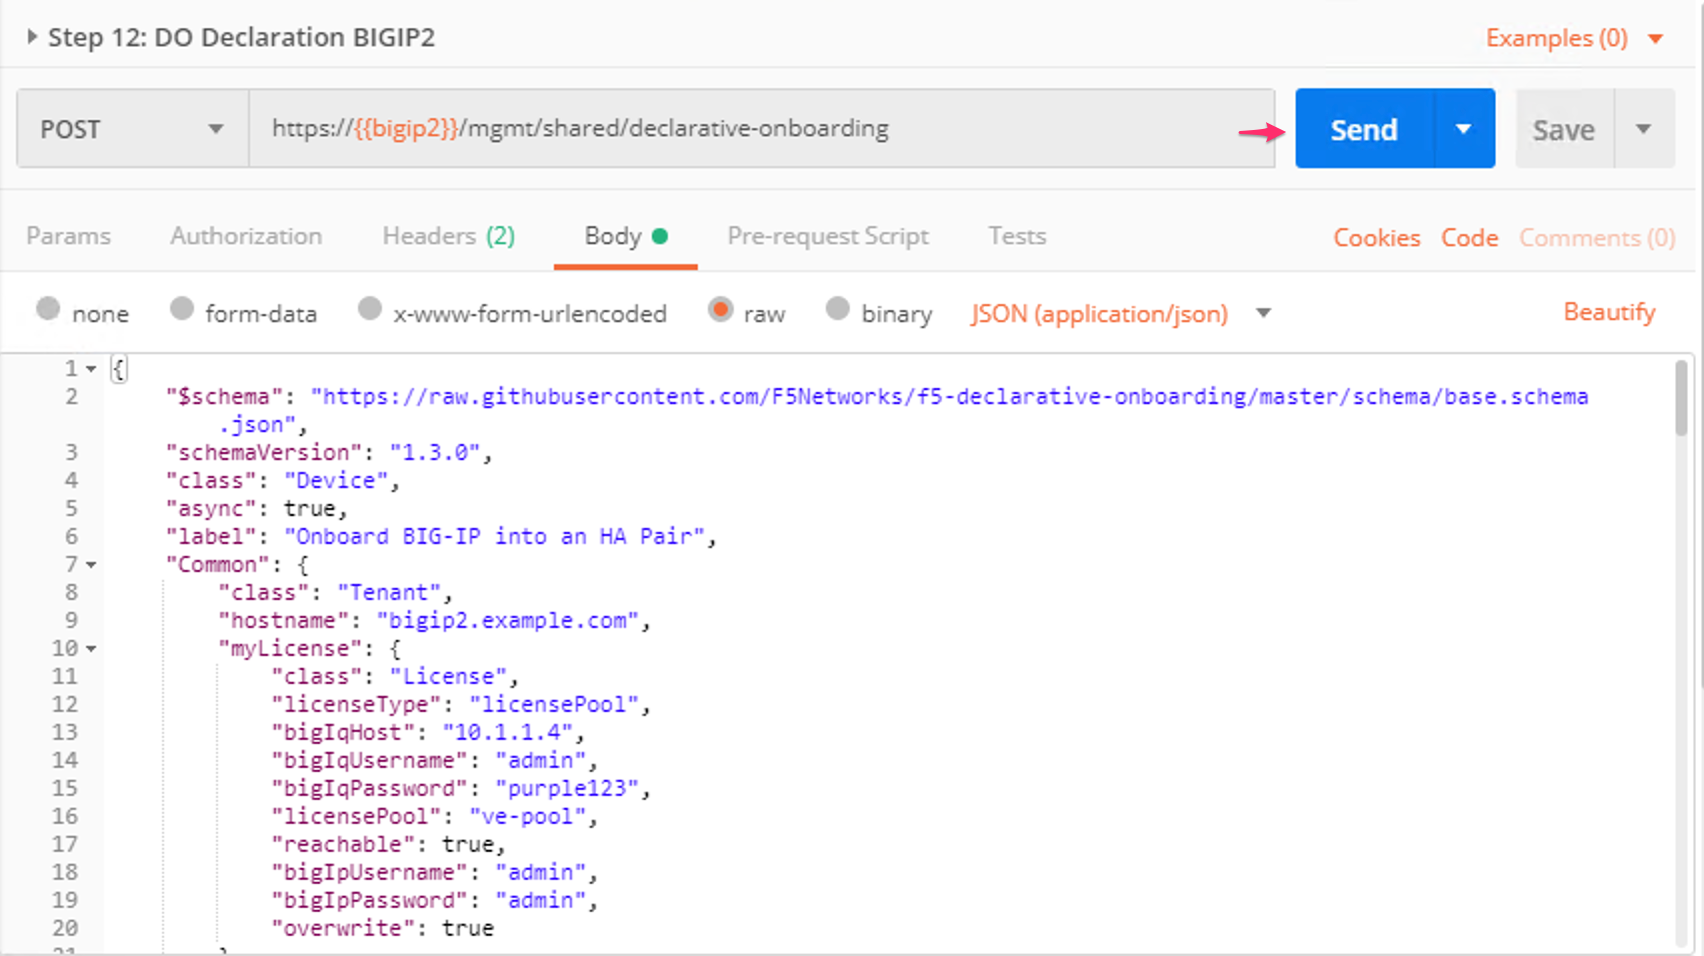 Step 12: DO Declaration BIGIP2
Examples (0)
POST
https://{{bigip2}}/mgmt/shared/declarative-onboarding
Send
Save
Params
Authorization
Headers (2)
Body
Pre-request Script
Tests
Cookies
Code
Comments (0)
none
form-data
x-www-form-urlencoded
raw
binary
JSON (application/json)
Beautify
1 {
2 "$schema": "https://raw.githubusercontent.com/F5Networks/f5-declarative-onboarding/master/schema/base.schema
.json",
3 "schemaVersion": "1.3.0",
4 "class": "Device",
5 "async": true,
6 "label": "Onboard BIG-IP into an HA Pair",
7 "Common": {
8 "class": "Tenant",
9 "hostname": "bigip2.example.com",
10 "myLicense": {
11 "class": "License",
12 "licenseType": "licensePool",
13 "bigIqHost": "10.1.1.4",
14 "bigIqUsername": "admin",
15 "bigIqPassword": "purple123",
16 "licensePool": "ve-pool",
17 "reachable": true,
18 "bigIpUsername": "admin",
19 "bigIpPassword": "admin",
20 "overwrite": true